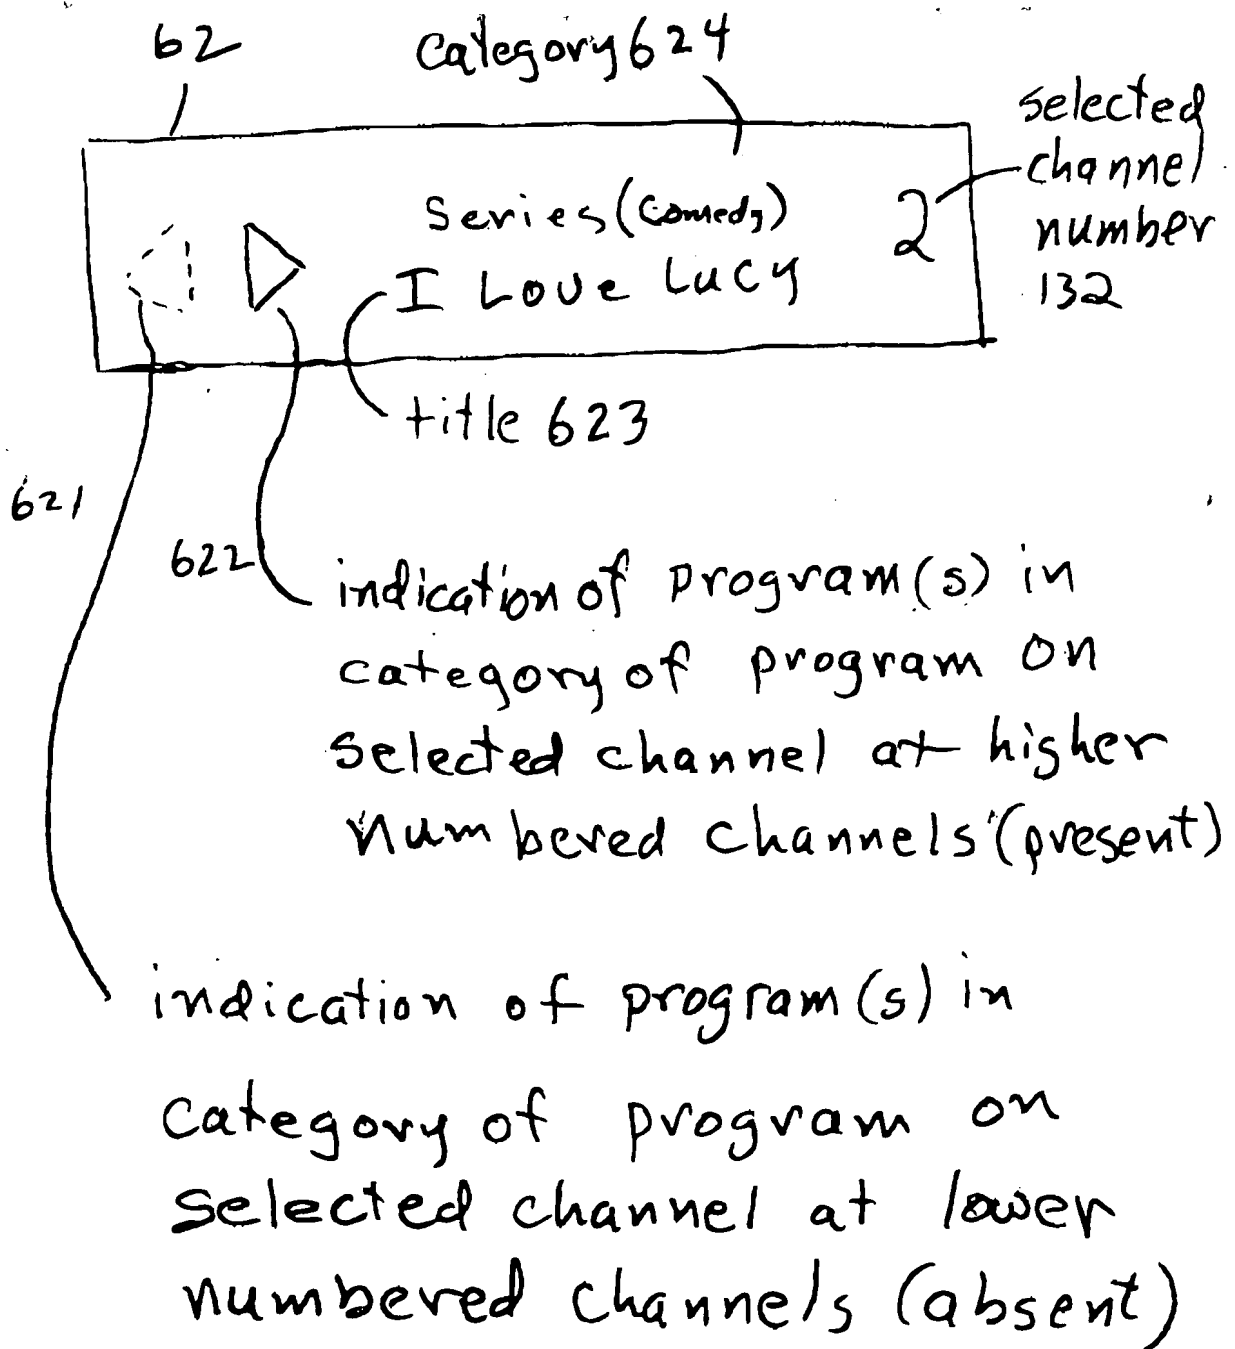 62
category 624
selected
channel
number
132
Series (Comedy)
2
I Love Lucy
title 623
621
622
indication of program(s) in
category of program on
selected channel at higher
numbered channels (present)
indication of program(s) in
category of program on
selected channel at lower
numbered channels (absent)